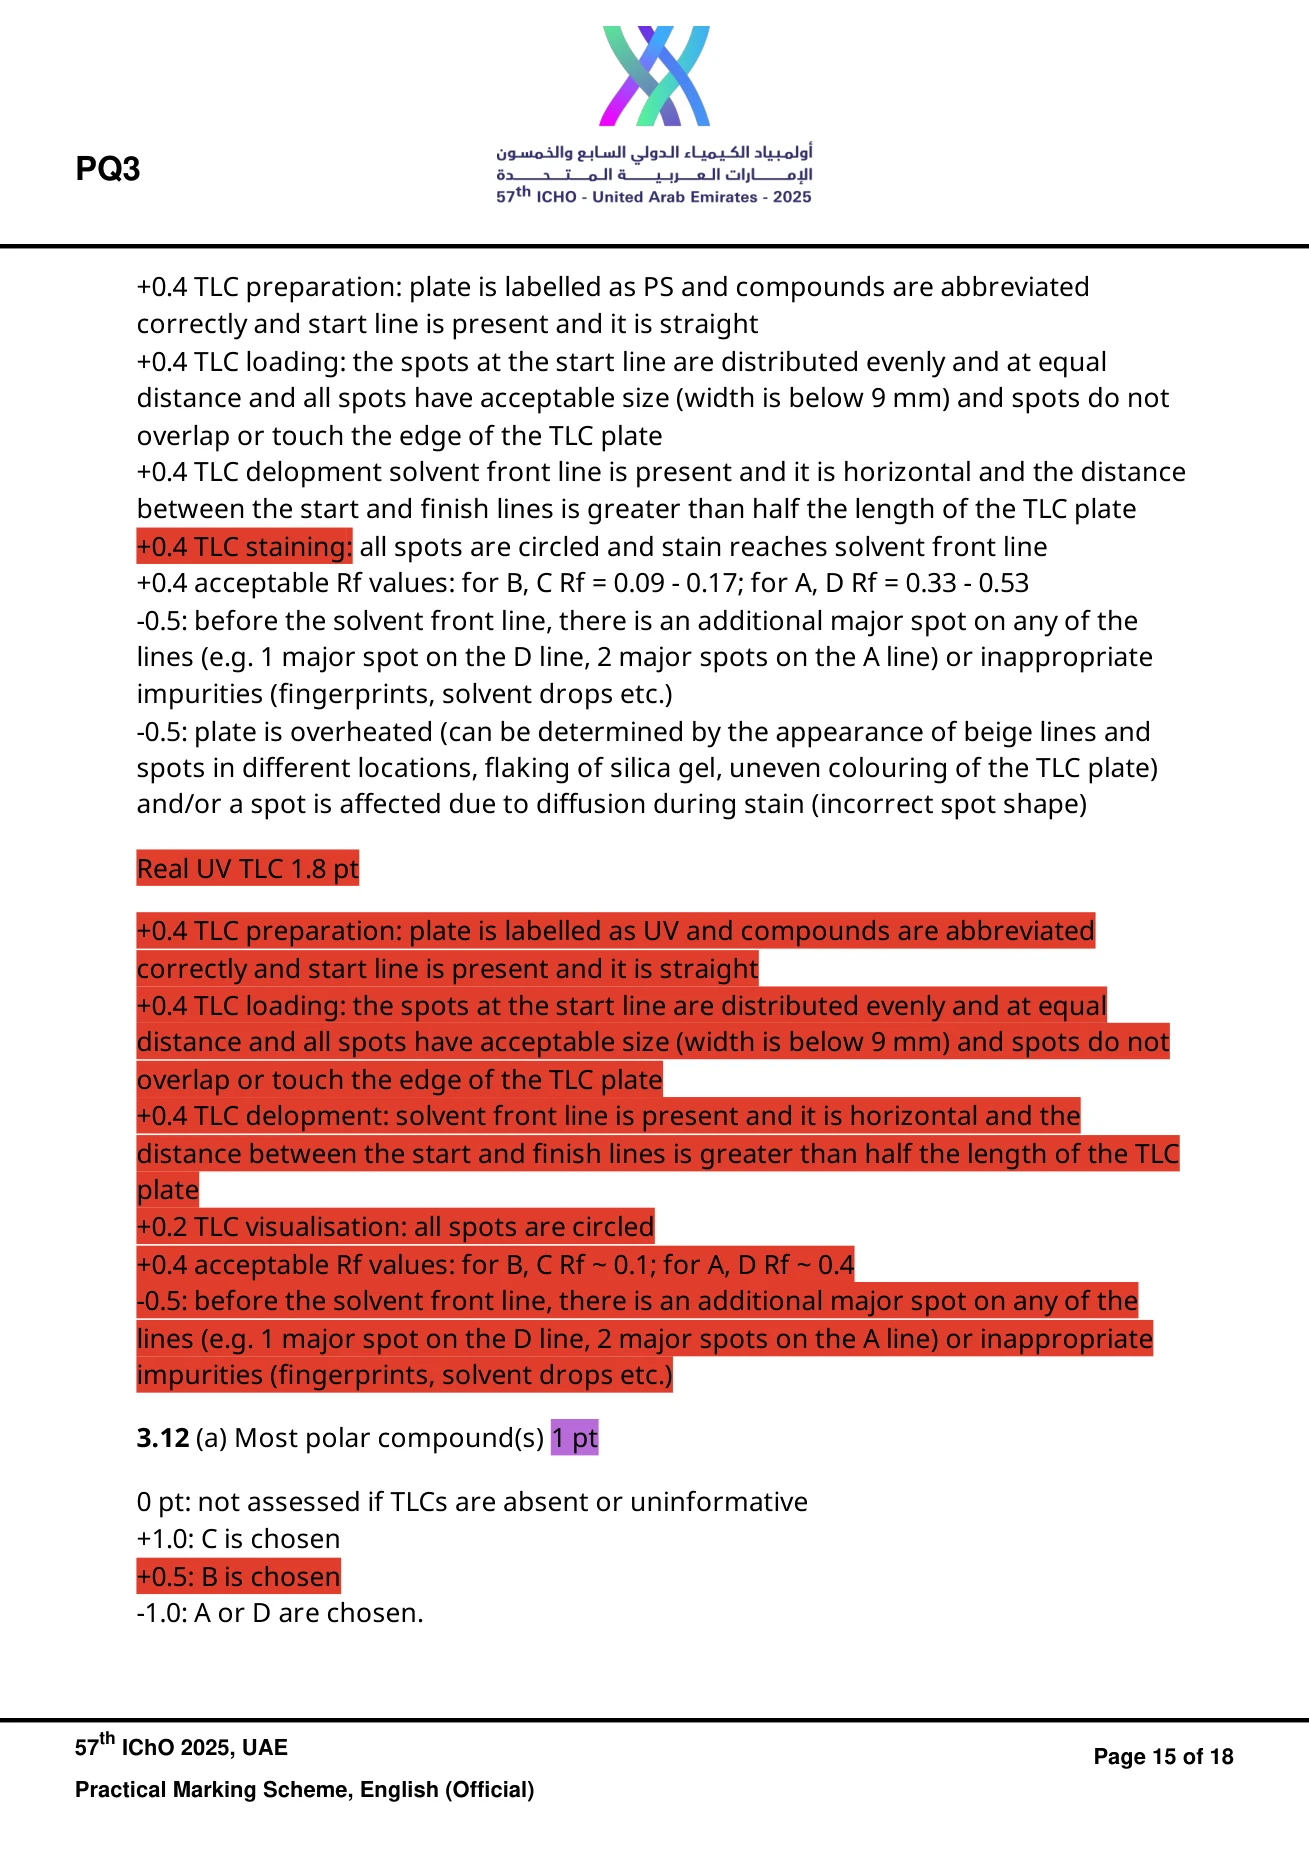 PQ3
أولمبياد الكيمياء الدولي السابع والخمسون
الإمارات العربية المتحدة
57th ICHO - United Arab Emirates - 2025
+0.4 TLC preparation: plate is labelled as PS and compounds are abbreviated
correctly and start line is present and it is straight
+0.4 TLC loading: the spots at the start line are distributed evenly and at equal
distance and all spots have acceptable size (width is below 9 mm) and spots do not
overlap or touch the edge of the TLC plate
+0.4 TLC delopment solvent front line is present and it is horizontal and the distance
between the start and finish lines is greater than half the length of the TLC plate
+0.4 TLC staining: all spots are circled and stain reaches solvent front line
+0.4 acceptable Rf values: for B, C Rf = 0.09 - 0.17; for A, D Rf = 0.33 - 0.53
-0.5: before the solvent front line, there is an additional major spot on any of the
lines (e.g. 1 major spot on the D line, 2 major spots on the A line) or inappropriate
impurities (fingerprints, solvent drops etc.)
-0.5: plate is overheated (can be determined by the appearance of beige lines and
spots in different locations, flaking of silica gel, uneven colouring of the TLC plate)
and/or a spot is affected due to diffusion during stain (incorrect spot shape)
Real UV TLC 1.8 pt
+0.4 TLC preparation: plate is labelled as UV and compounds are abbreviated
correctly and start line is present and it is straight
+0.4 TLC loading: the spots at the start line are distributed evenly and at equal
distance and all spots have acceptable size (width is below 9 mm) and spots do not
overlap or touch the edge of the TLC plate
+0.4 TLC delopment: solvent front line is present and it is horizontal and the
distance between the start and finish lines is greater than half the length of the TLC
plate
+0.2 TLC visualisation: all spots are circled
+0.4 acceptable Rf values: for B, C Rf ~ 0.1; for A, D Rf ~ 0.4
-0.5: before the solvent front line, there is an additional major spot on any of the
lines (e.g. 1 major spot on the D line, 2 major spots on the A line) or inappropriate
impurities (fingerprints, solvent drops etc.)
3.12 (a) Most polar compound(s) 1 pt
0 pt: not assessed if TLCs are absent or uninformative
+1.0: C is chosen
+0.5: B is chosen
-1.0: A or D are chosen.
57th IChO 2025, UAE
Page 15 of 18
Practical Marking Scheme, English (Official)